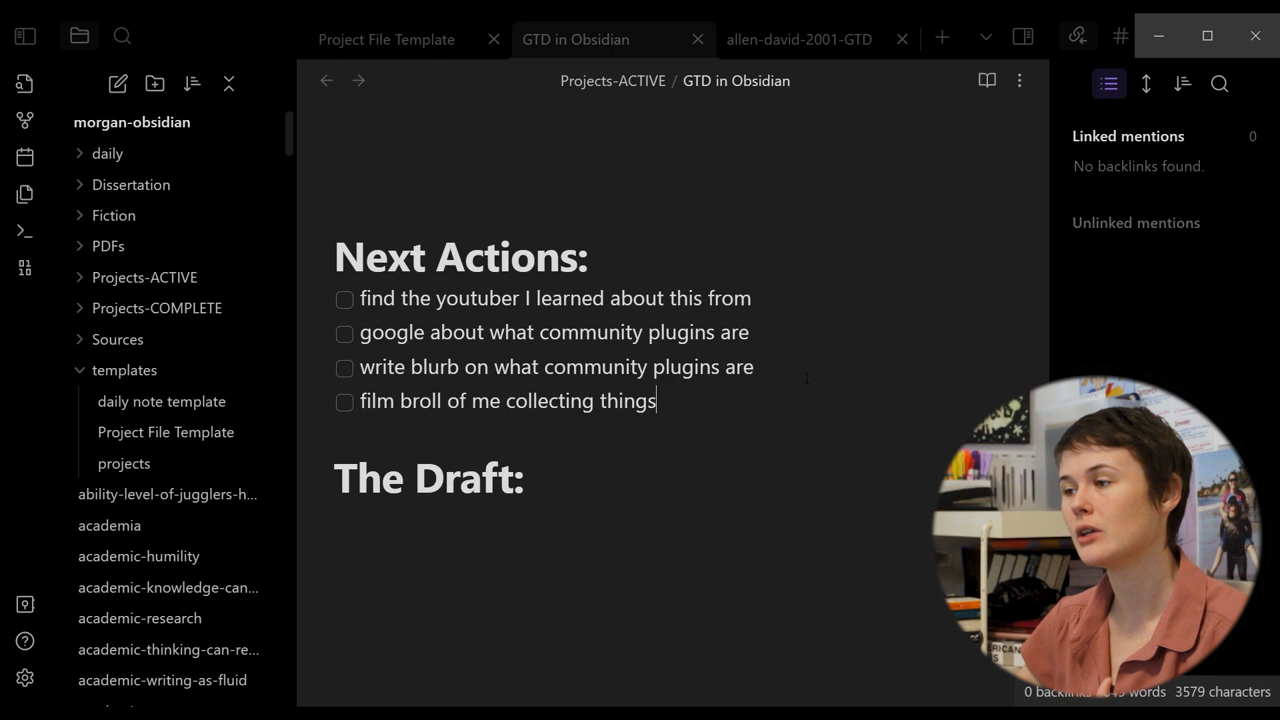 Project File Template
GTD in Obsidian
allen-david-2001-GTD
Projects-ACTIVE / GTD in Obsidian
morgan-obsidian
daily
Dissertation
Fiction
PDFs
Projects-ACTIVE
Projects-COMPLETE
Sources
templates
daily note template
Project File Template
projects
ability-level-of-jugglers-h...
academia
academic-humility
academic-knowledge-can...
academic-research
academic-thinking-can-re...
academic-writing-as-fluid
Next Actions:
find the youtuber I learned about this from
google about what community plugins are
write blurb on what community plugins are
film broll of me collecting things
The Draft:
Linked mentions 0
No backlinks found.
Unlinked mentions
0 backlinks words 3579 characters